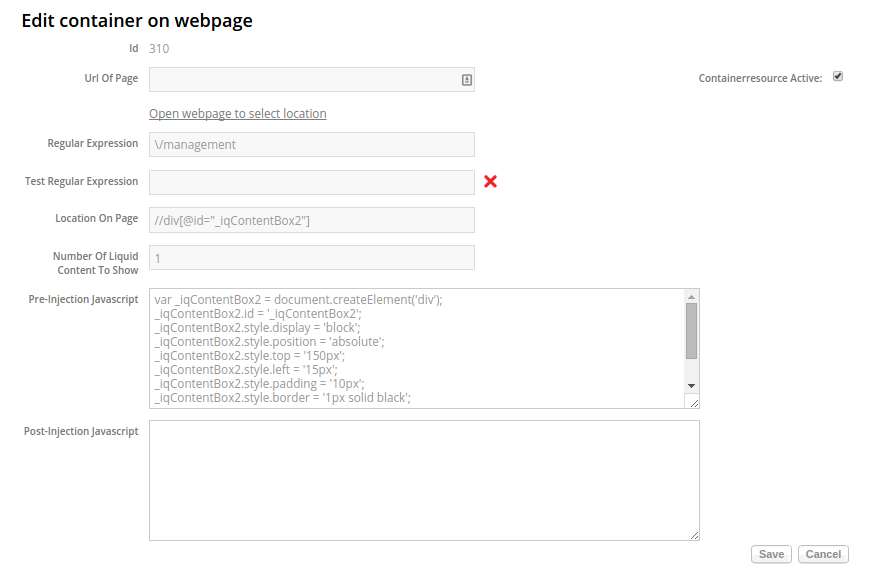 Edit container on webpage
Id 310
Url Of Page
Containerresource Active:
Open webpage to select location
Regular Expression \/management
Test Regular Expression
Location On Page //div[@id="_iqContentBox2"]
Number Of Liquid
Content To Show 1
Pre-Injection Javascript
var _iqContentBox2 = document.createElement('div');
_iqContentBox2.id = '_iqContentBox2';
_iqContentBox2.style.display = 'block';
_iqContentBox2.style.position = 'absolute';
_iqContentBox2.style.top = '150px';
_iqContentBox2.style.left = '15px';
_iqContentBox2.style.padding = '10px';
_iqContentBox2.style.border = '1px solid black';
Post-Injection Javascript
Save Cancel